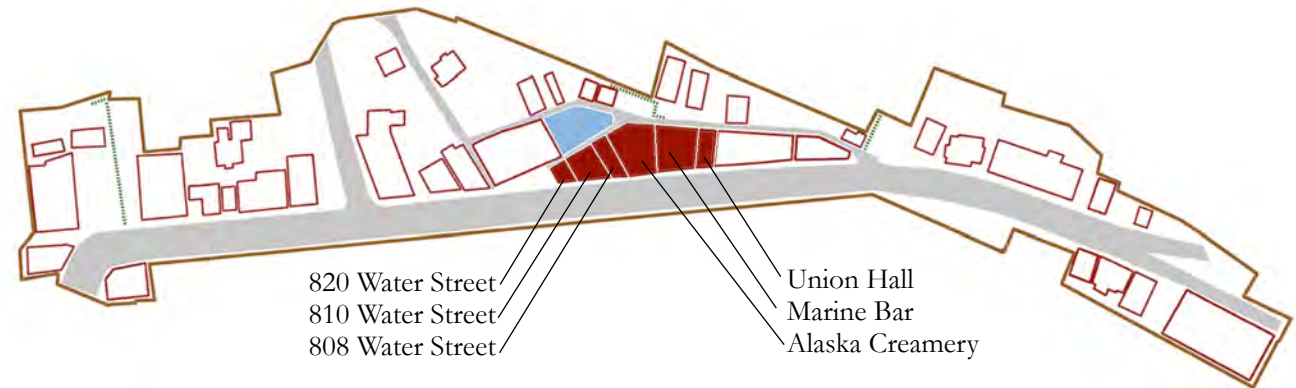 820 Water Street
810 Water Street
808 Water Street
Union Hall
Marine Bar
Alaska Creamery